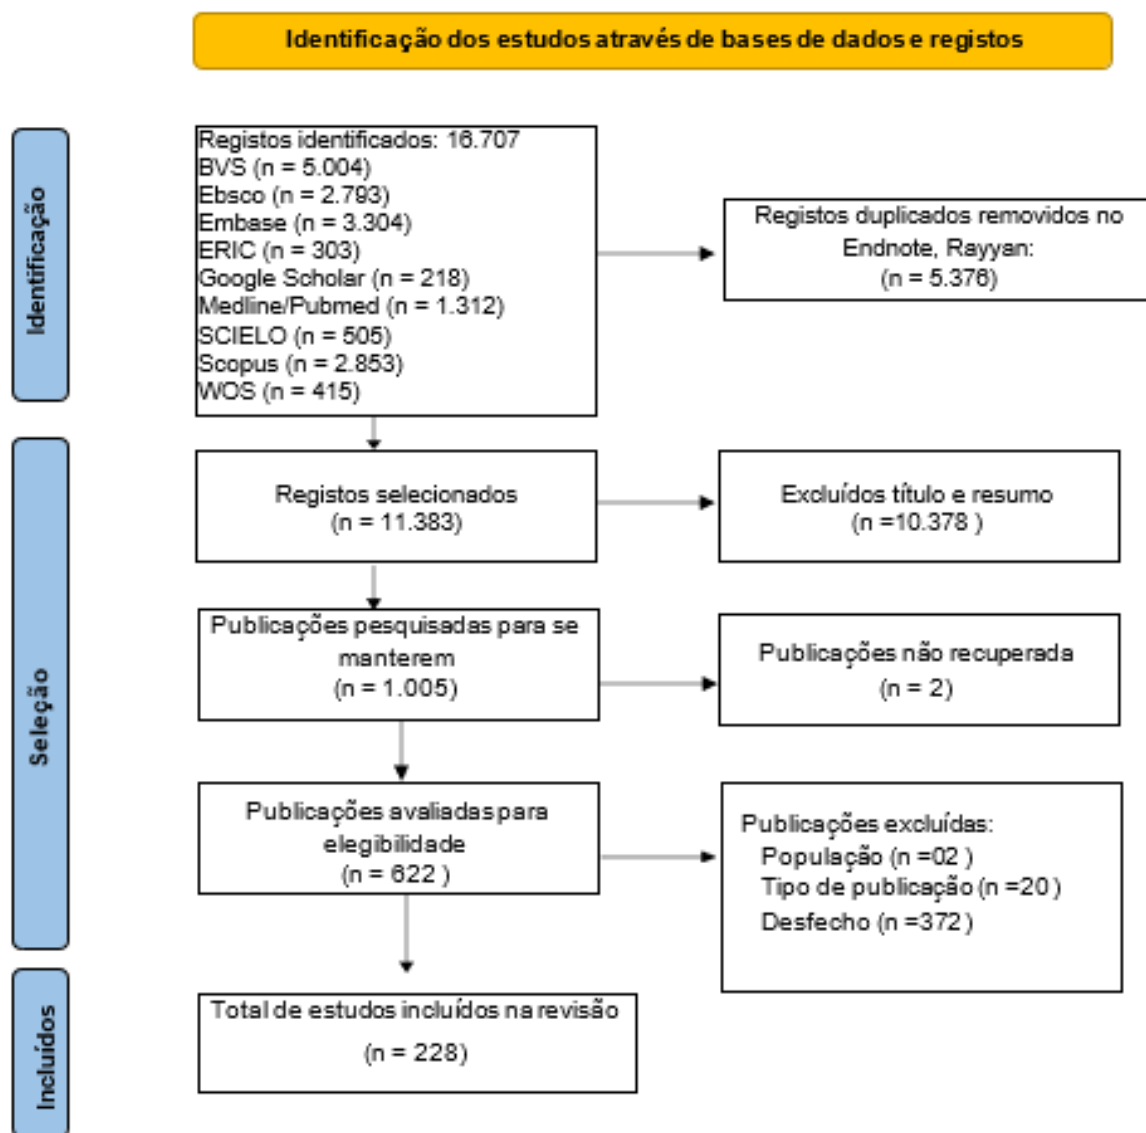 Identificação dos estudos através de bases de dados e registos
Identificação
Registos identificados: 16.707
BVS (n = 5.004)
Ebsco (n = 2.793)
Embase (n = 3.304)
ERIC (n = 303)
Google Scholar (n = 218)
Medline/Pubmed (n = 1.312)
SCIELO (n = 505)
Scopus (n = 2.853)
WOS (n = 415)
Registos duplicados removidos no
Endnote, Rayyan:
(n = 5.376)
Seleção
Registos selecionados
(n = 11.383)
Excluídos título e resumo
(n =10.378 )
Publicações pesquisadas para se
manterem
(n = 1.005)
Publicações não recuperada
(n = 2)
Publicações avaliadas para
elegibilidade
(n = 622 )
Publicações excluídas:
População (n =02 )
Tipo de publicação (n =20 )
Desfecho (n =372 )
Incluídos
Total de estudos incluídos na revisão
(n = 228)